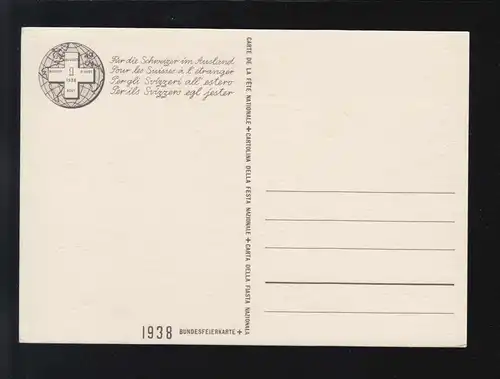 1938
Für die Schweizer im Ausland
Pour les Suisses à l'étranger
Per gli Svizzeri all'estero
Per ils Svizzers egl jester
CARTE DE LA FÊTE NATIONALE + CARTOLINA DELLA FESTA NAZIONALE + CARTA DELLA FIASTA NAZIUNALA
1938 BUNDESFEIERKARTE +